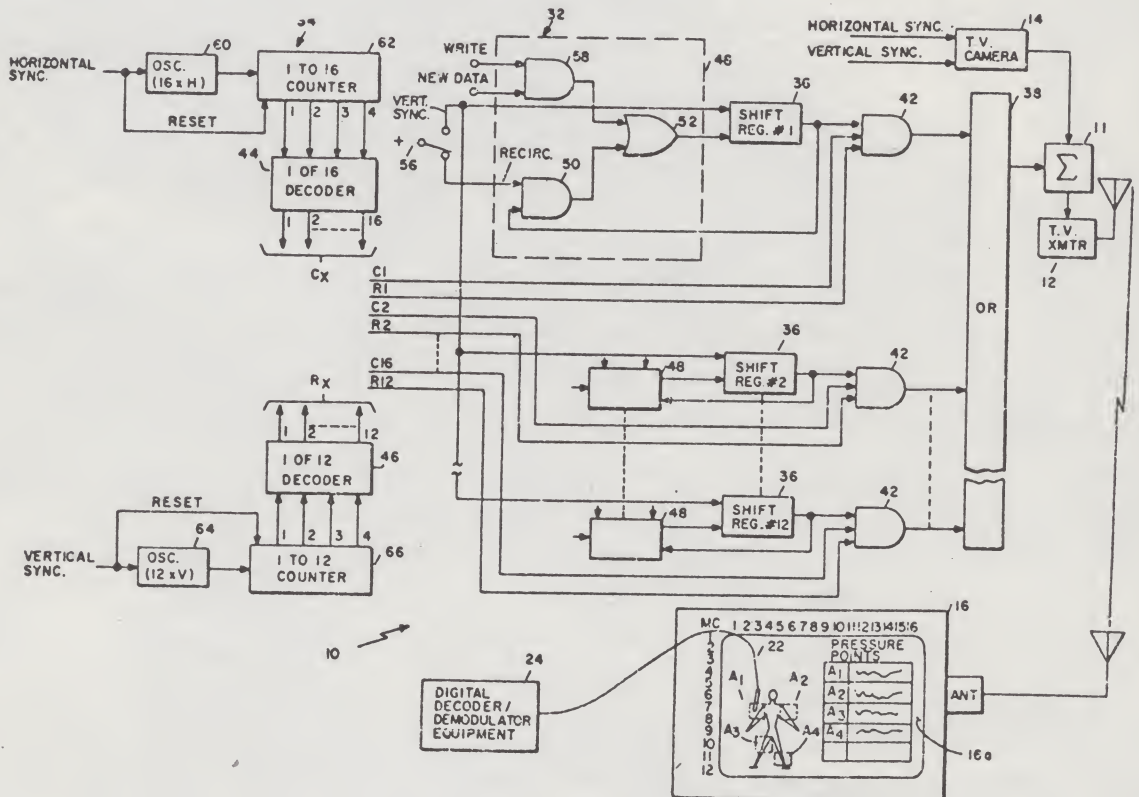 34
60
62
HORIZONTAL SYNC.
OSC. (16 x H)
1 TO 16 COUNTER
RESET
1 2 3 4
44
1 OF 16 DECODER
1 2 16
CX
32
WRITE
58
NEW DATA
VERT. SYNC.
+
56
RECIRC.
50
52
46
36
SHIFT REG. #1
42
HORIZONTAL SYNC.
VERTICAL SYNC.
14
T.V. CAMERA
38
11
Σ
T.V. XMTR
12
OR
C1
R1
C2
R2
C16
R12
48
36
SHIFT REG. #2
42
48
36
SHIFT REG. #12
42
RX
1 2 12
1 OF 12 DECODER
46
RESET
1 2 3 4
64
VERTICAL SYNC.
OSC. (12 x V)
1 TO 12 COUNTER
66
10
24
DIGITAL DECODER/ DEMODULATOR EQUIPMENT
16
MC 1 2 3 4 5 6 7 8 9 10 11 12 13 14 15 16
2
3
4
5
6
7
8
9
10
11
12
22
A1
A2
A3
A4
PRESSURE POINTS
A1
A2
A3
A4
16a
ANT